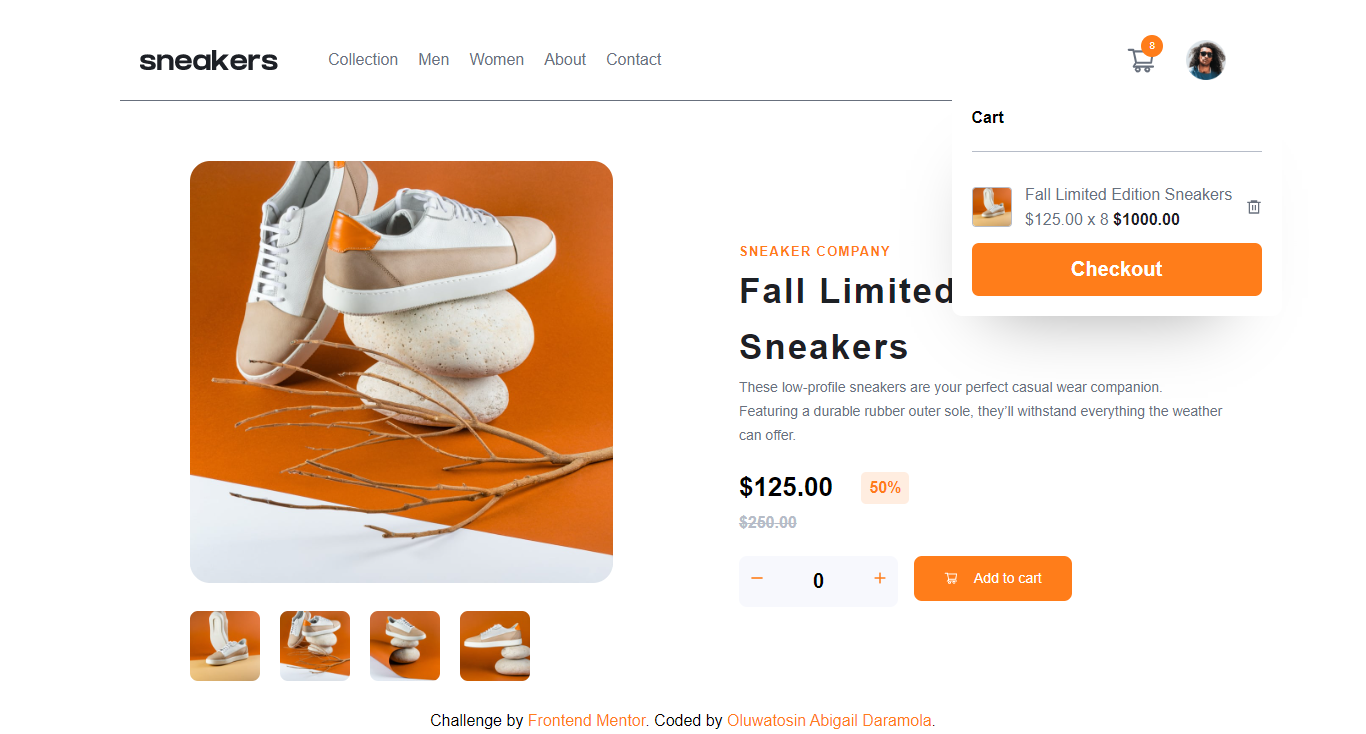 sneakers
Collection Men Women About Contact
8
Cart
Fall Limited Edition Sneakers
$125.00 x 8 $1000.00
Checkout
SNEAKER COMPANY
Fall Limited
Sneakers
These low-profile sneakers are your perfect casual wear companion.
Featuring a durable rubber outer sole, they’ll withstand everything the weather
can offer.
$125.00 50%
$250.00
0
Add to cart
Challenge by Frontend Mentor. Coded by Oluwatosin Abigail Daramola.